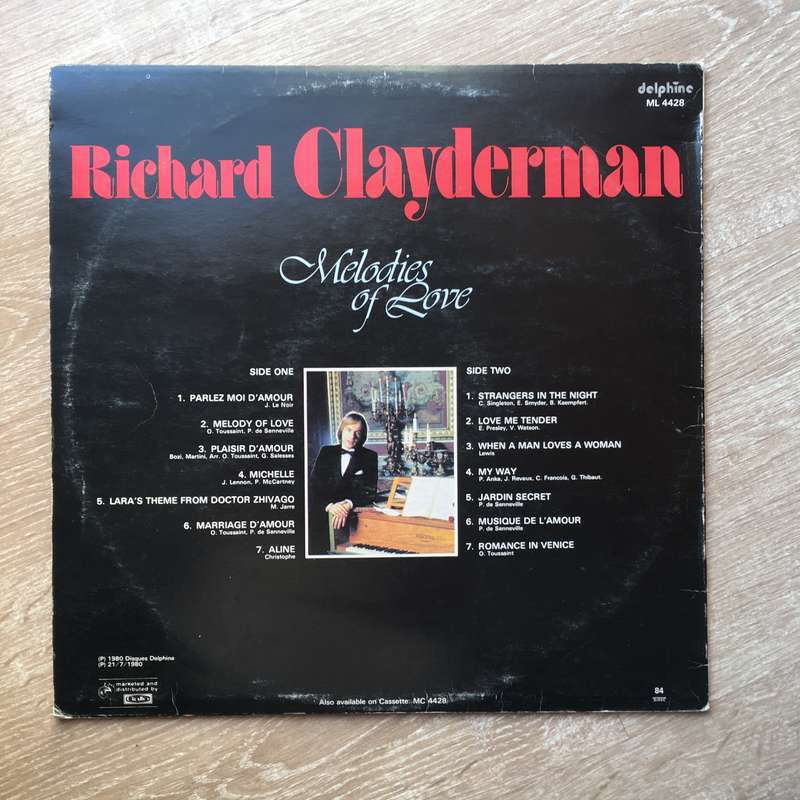 delphine
ML 4428
Richard Clayderman
Melodies
of Love
SIDE ONE
1. PARLEZ MOI D'AMOUR
J. Le Noir
2. MELODY OF LOVE
O. Toussaint, P. de Senneville
3. PLAISIR D'AMOUR
Bozi, Martini, Arr. O. Toussaint, G. Salesses
4. MICHELLE
J. Lennon, P. McCartney
5. LARA'S THEME FROM DOCTOR ZHIVAGO
M. Jarre
6. MARRIAGE D'AMOUR
O. Toussaint, P. de Senneville
7. ALINE
Christophe
SIDE TWO
1. STRANGERS IN THE NIGHT
C. Singleton, E. Smyder, B. Kaempfert.
2. LOVE ME TENDER
E. Presley, V. Watson.
3. WHEN A MAN LOVES A WOMAN
Lewis
4. MY WAY
P. Anka, J. Revaux, C. Francois, G. Thibaut.
5. JARDIN SECRET
P. de Senneville
6. MUSIQUE DE L'AMOUR
P. de Senneville
7. ROMANCE IN VENICE
O. Toussaint
(P) 1980 Disques Delphine
(P) 21/7/1980
marketed and
distributed by
Gallo
Also available on Cassette: MC 4428
84